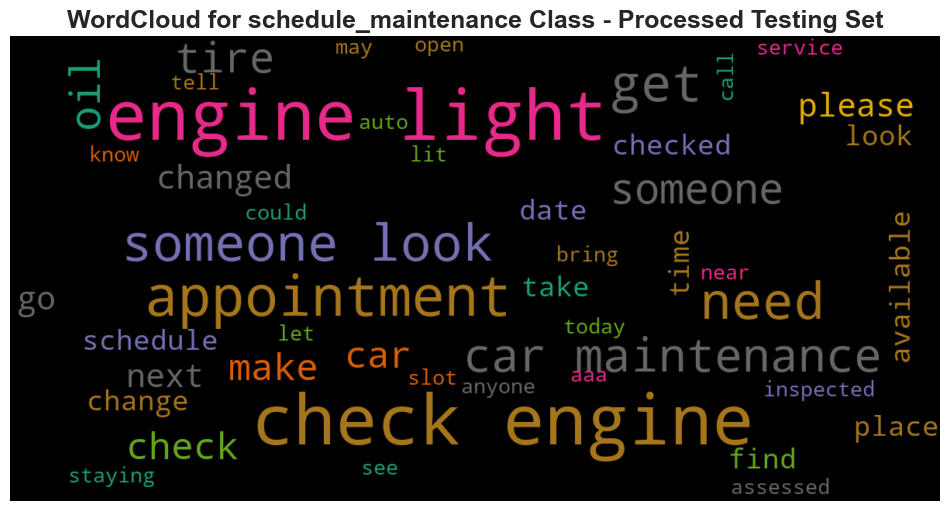 WordCloud for schedule_maintenance Class - Processed Testing Set
may open service
tire
oil tell get call
engine light please
auto look
know lit checked
changed someone
could date
someone look available
bring time near
go appointment take need
schedule let today
next make car car maintenance
slot anyone aaa inspected
change check engine place
check find
staying see assessed